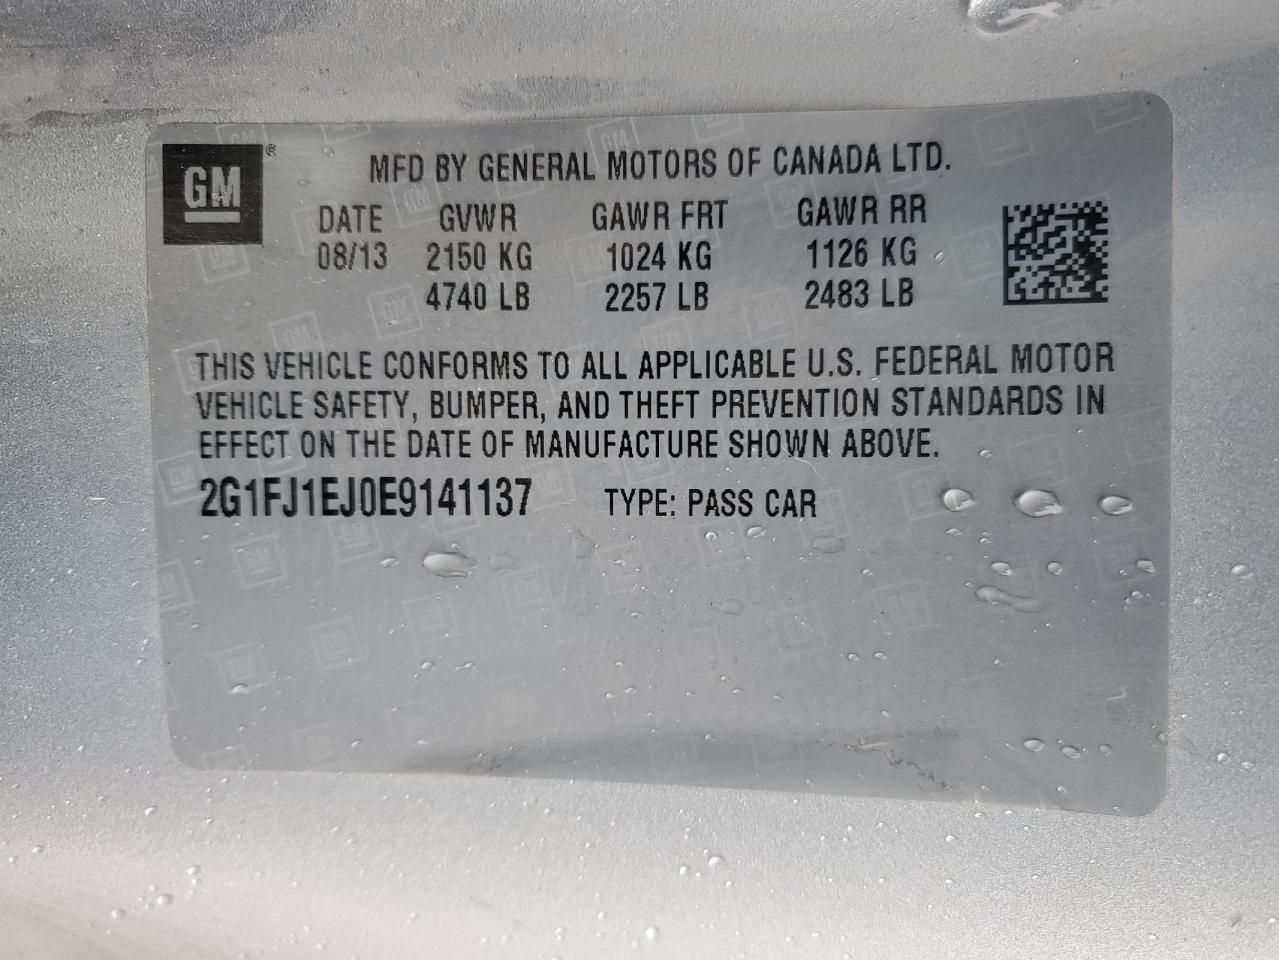 GM®
MFD BY GENERAL MOTORS OF CANADA LTD.
DATE GVWR GAWR FRT GAWR RR
08/13 2150 KG 1024 KG 1126 KG
4740 LB 2257 LB 2483 LB
THIS VEHICLE CONFORMS TO ALL APPLICABLE U.S. FEDERAL MOTOR
VEHICLE SAFETY, BUMPER, AND THEFT PREVENTION STANDARDS IN
EFFECT ON THE DATE OF MANUFACTURE SHOWN ABOVE.
2G1FJ1EJ0E9141137 TYPE: PASS CAR